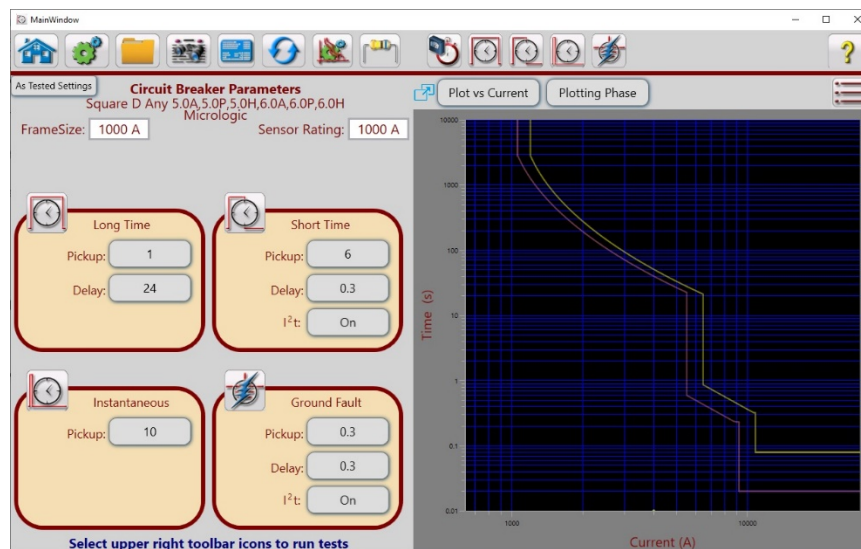 MainWindow
?
As Tested Settings
Circuit Breaker Parameters
Square D Any 5.0A,5.0P,5.0H,6.0A,6.0P,6.0H
Micrologic
FrameSize: 1000 A
Sensor Rating: 1000 A
Plot vs Current
Plotting Phase
Long Time
Pickup: 1
Delay: 24
Short Time
Pickup: 6
Delay: 0.3
I²t: On
Instantaneous
Pickup: 10
Ground Fault
Pickup: 0.3
Delay: 0.3
I²t: On
Select upper right toolbar icons to run tests
Time (s)
10000
1000
100
10
1
0.1
0.01
1000
10000
Current (A)